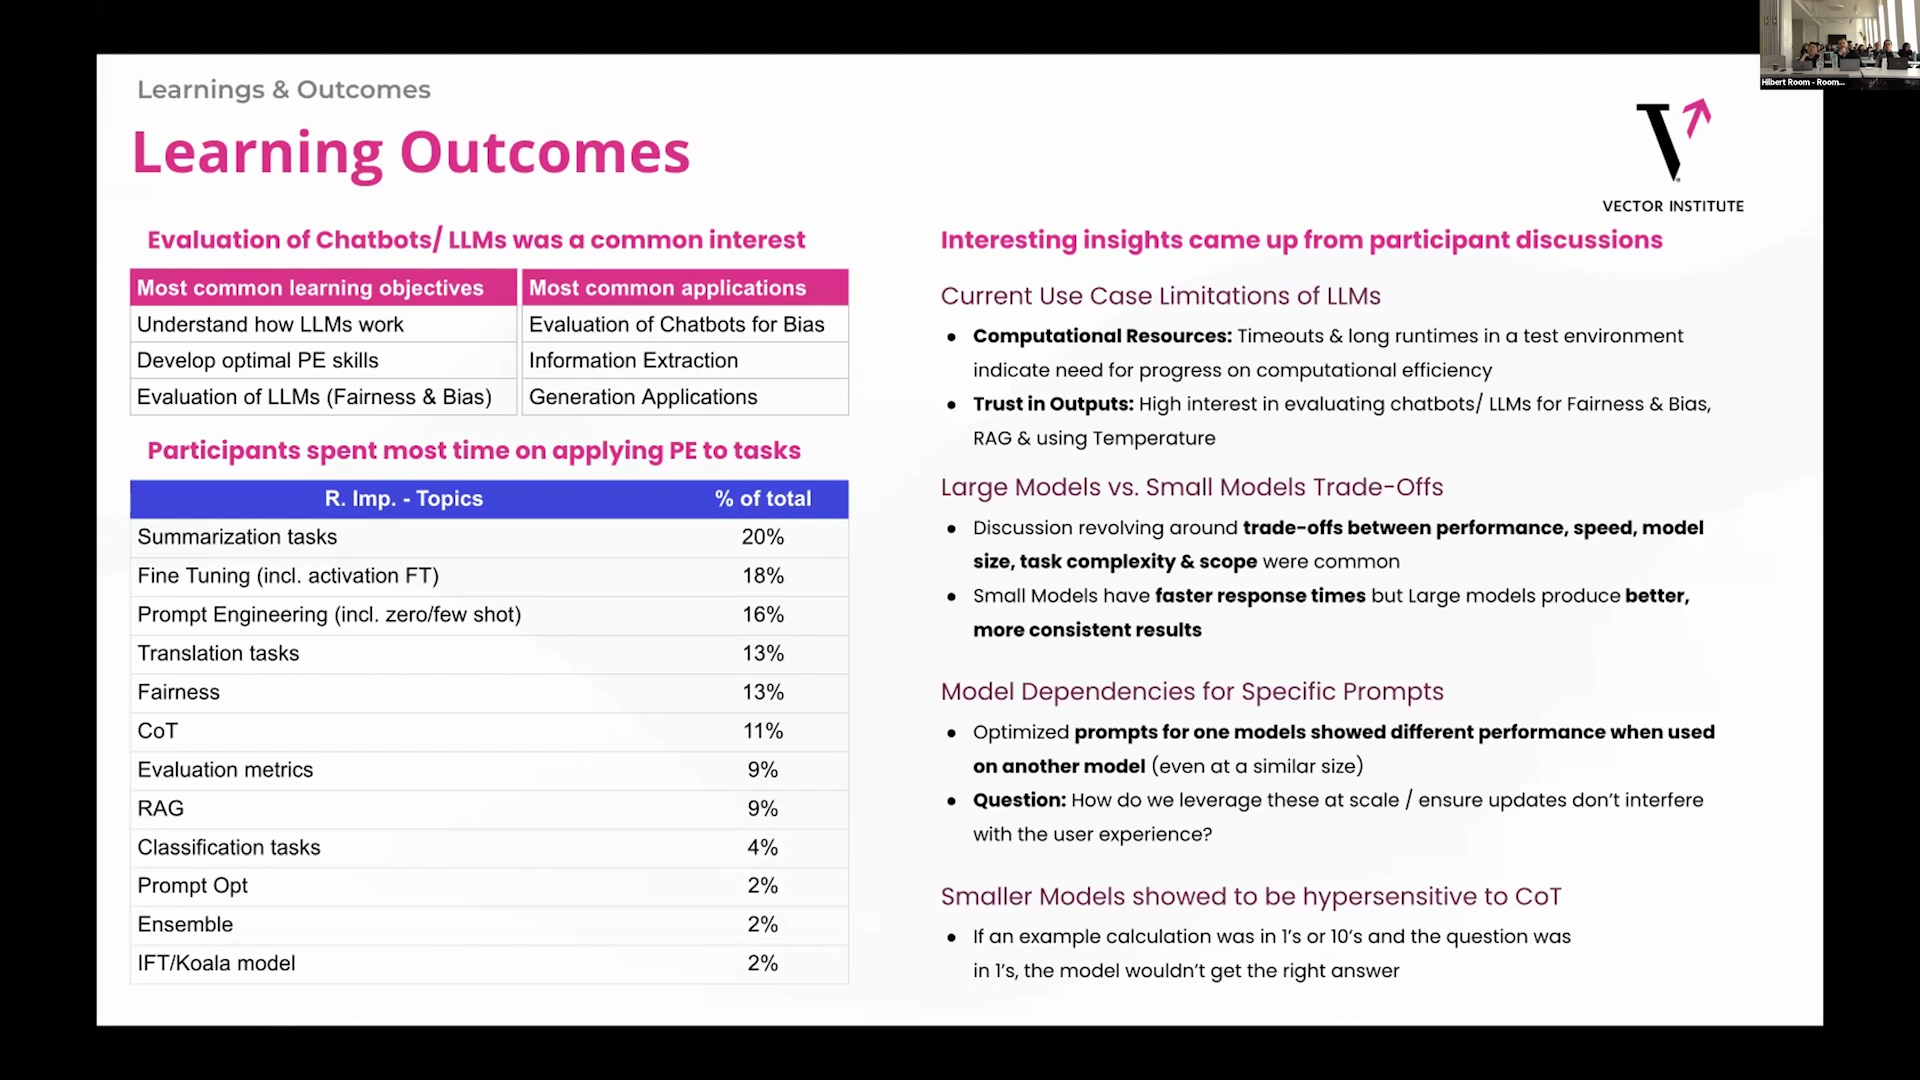 Learnings & Outcomes
Learning Outcomes
Hilbert Room - Room...
VECTOR INSTITUTE
Evaluation of Chatbots/ LLMs was a common interest
Most common learning objectives Most common applications
Understand how LLMs work Evaluation of Chatbots for Bias
Develop optimal PE skills Information Extraction
Evaluation of LLMs (Fairness & Bias) Generation Applications
Participants spent most time on applying PE to tasks
R. Imp. - Topics % of total
Summarization tasks 20%
Fine Tuning (incl. activation FT) 18%
Prompt Engineering (incl. zero/few shot) 16%
Translation tasks 13%
Fairness 13%
CoT 11%
Evaluation metrics 9%
RAG 9%
Classification tasks 4%
Prompt Opt 2%
Ensemble 2%
IFT/Koala model 2%
Interesting insights came up from participant discussions
Current Use Case Limitations of LLMs
● Computational Resources: Timeouts & long runtimes in a test environment
indicate need for progress on computational efficiency
● Trust in Outputs: High interest in evaluating chatbots/ LLMs for Fairness & Bias,
RAG & using Temperature
Large Models vs. Small Models Trade-Offs
● Discussion revolving around trade-offs between performance, speed, model
size, task complexity & scope were common
● Small Models have faster response times but Large models produce better,
more consistent results
Model Dependencies for Specific Prompts
● Optimized prompts for one models showed different performance when used
on another model (even at a similar size)
● Question: How do we leverage these at scale / ensure updates don't interfere
with the user experience?
Smaller Models showed to be hypersensitive to CoT
● If an example calculation was in 1's or 10's and the question was
in 1's, the model wouldn't get the right answer